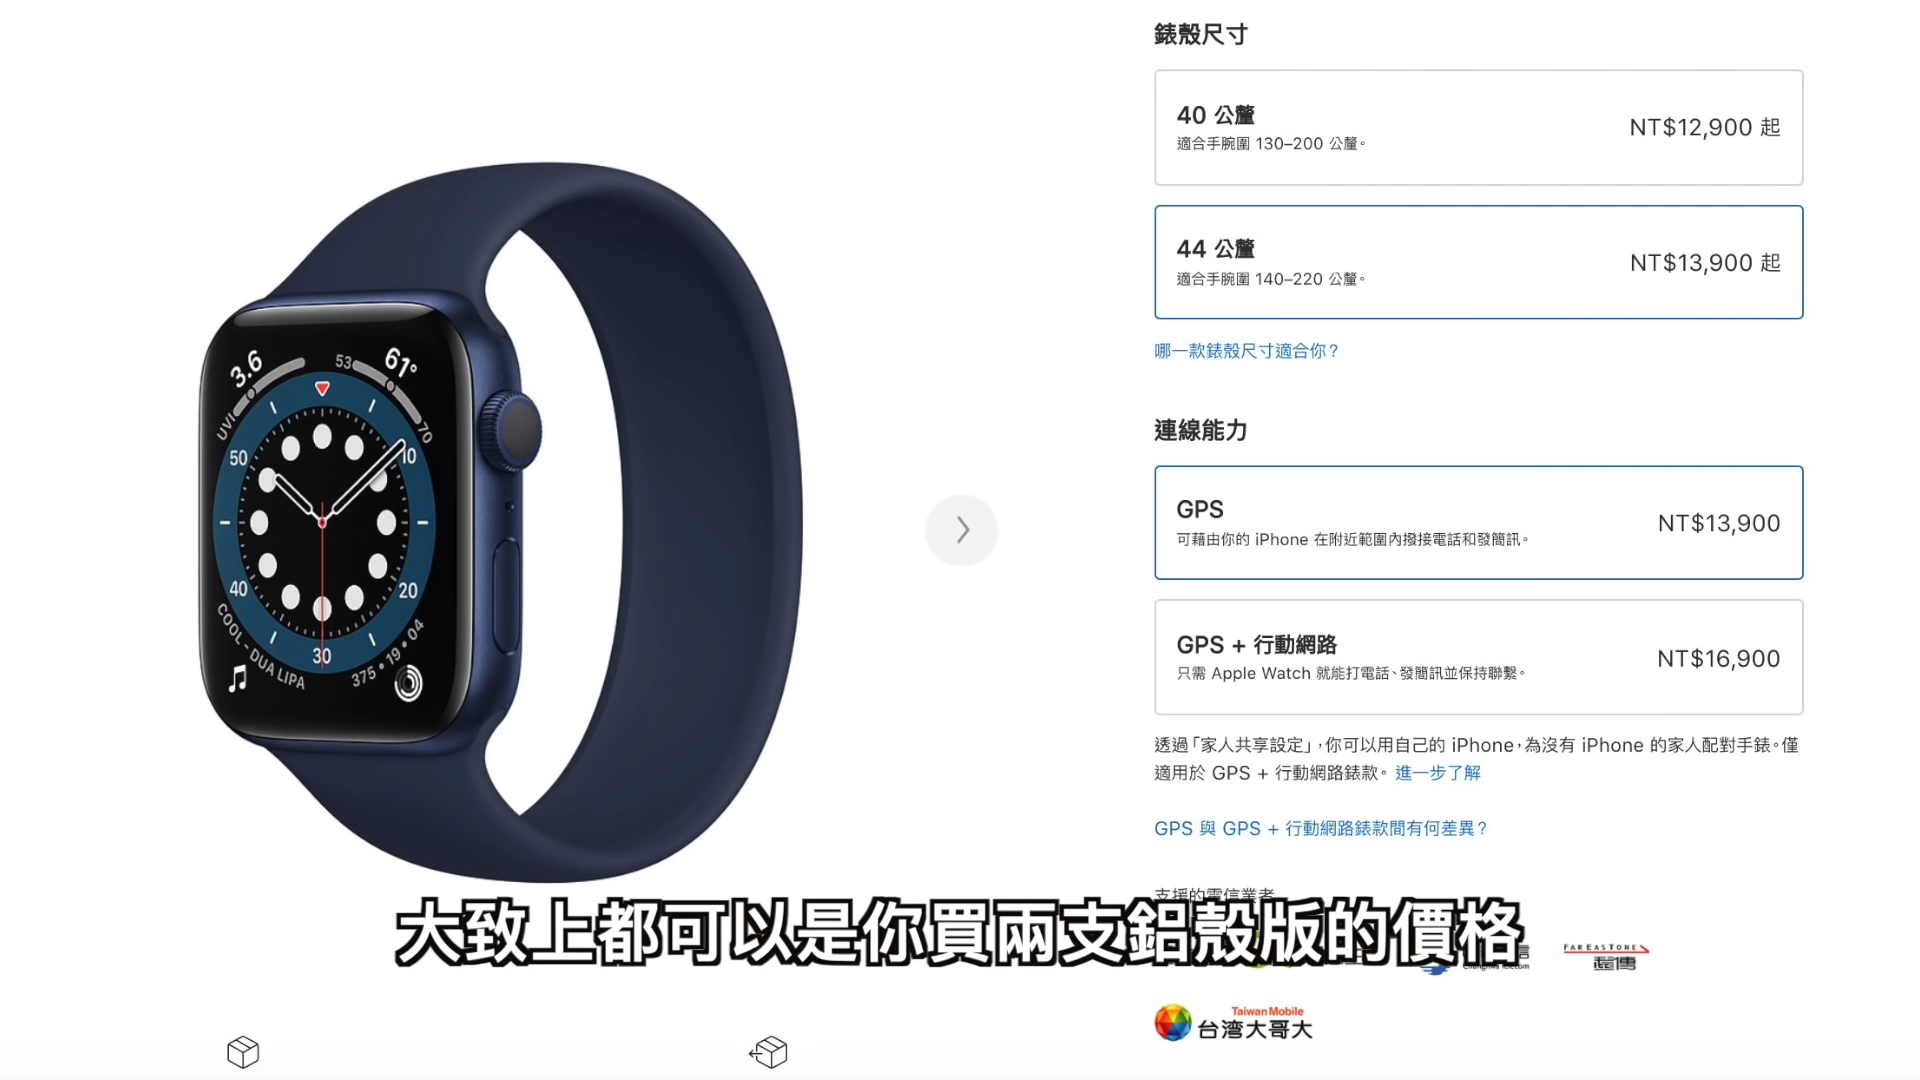 錶殼尺寸
40 公釐
適合手腕圍 130–200 公釐。
NT$12,900 起
44 公釐
適合手腕圍 140–220 公釐。
NT$13,900 起
哪一款錶殼尺寸適合你？
連線能力
GPS
可藉由你的 iPhone 在附近範圍內撥接電話和發簡訊。
NT$13,900
GPS + 行動網路
只需 Apple Watch 就能打電話、發簡訊並保持聯繫。
NT$16,900
透過「家人共享設定」，你可以用自己的 iPhone，為沒有 iPhone 的家人配對手錶。僅
適用於 GPS + 行動網路錶款。進一步了解
GPS 與 GPS + 行動網路錶款間有何差異？
支援的電信業者
大致上都可以是你買兩支鋁殼版的價格
FAREASTONE
遠傳
Taiwan Mobile
台灣大哥大
3.6
UVI
53
61°
70
50
10
40
20
30
COOL - DUA LIPA
375 • 19 • 04